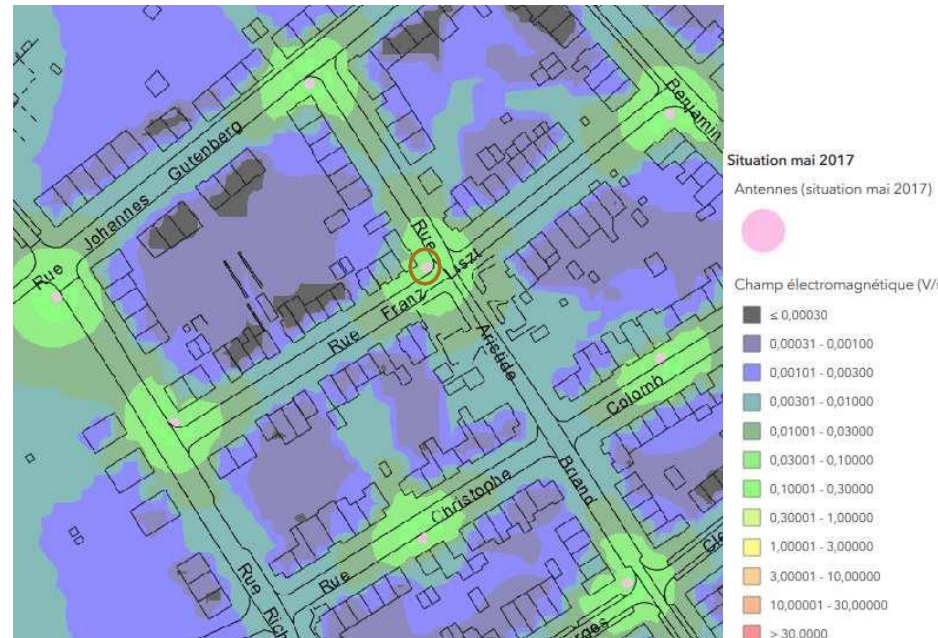 Johannes Gutenberg
Rue
Benjamin
Rue
Rue Franz Liszt
Aristide
Briand
Colomb
Rue Christophe
Rue
Situation mai 2017
Antennes (situation mai 2017)
Champ électromagnétique (V/
≤ 0,00030
0,00031 - 0,00100
0,00101 - 0,00300
0,00301 - 0,01000
0,01001 - 0,03000
0,03001 - 0,10000
0,10001 - 0,30000
0,30001 - 1,00000
1,00001 - 3,00000
3,00001 - 10,00000
10,00001 - 30,00000
> 30,0000